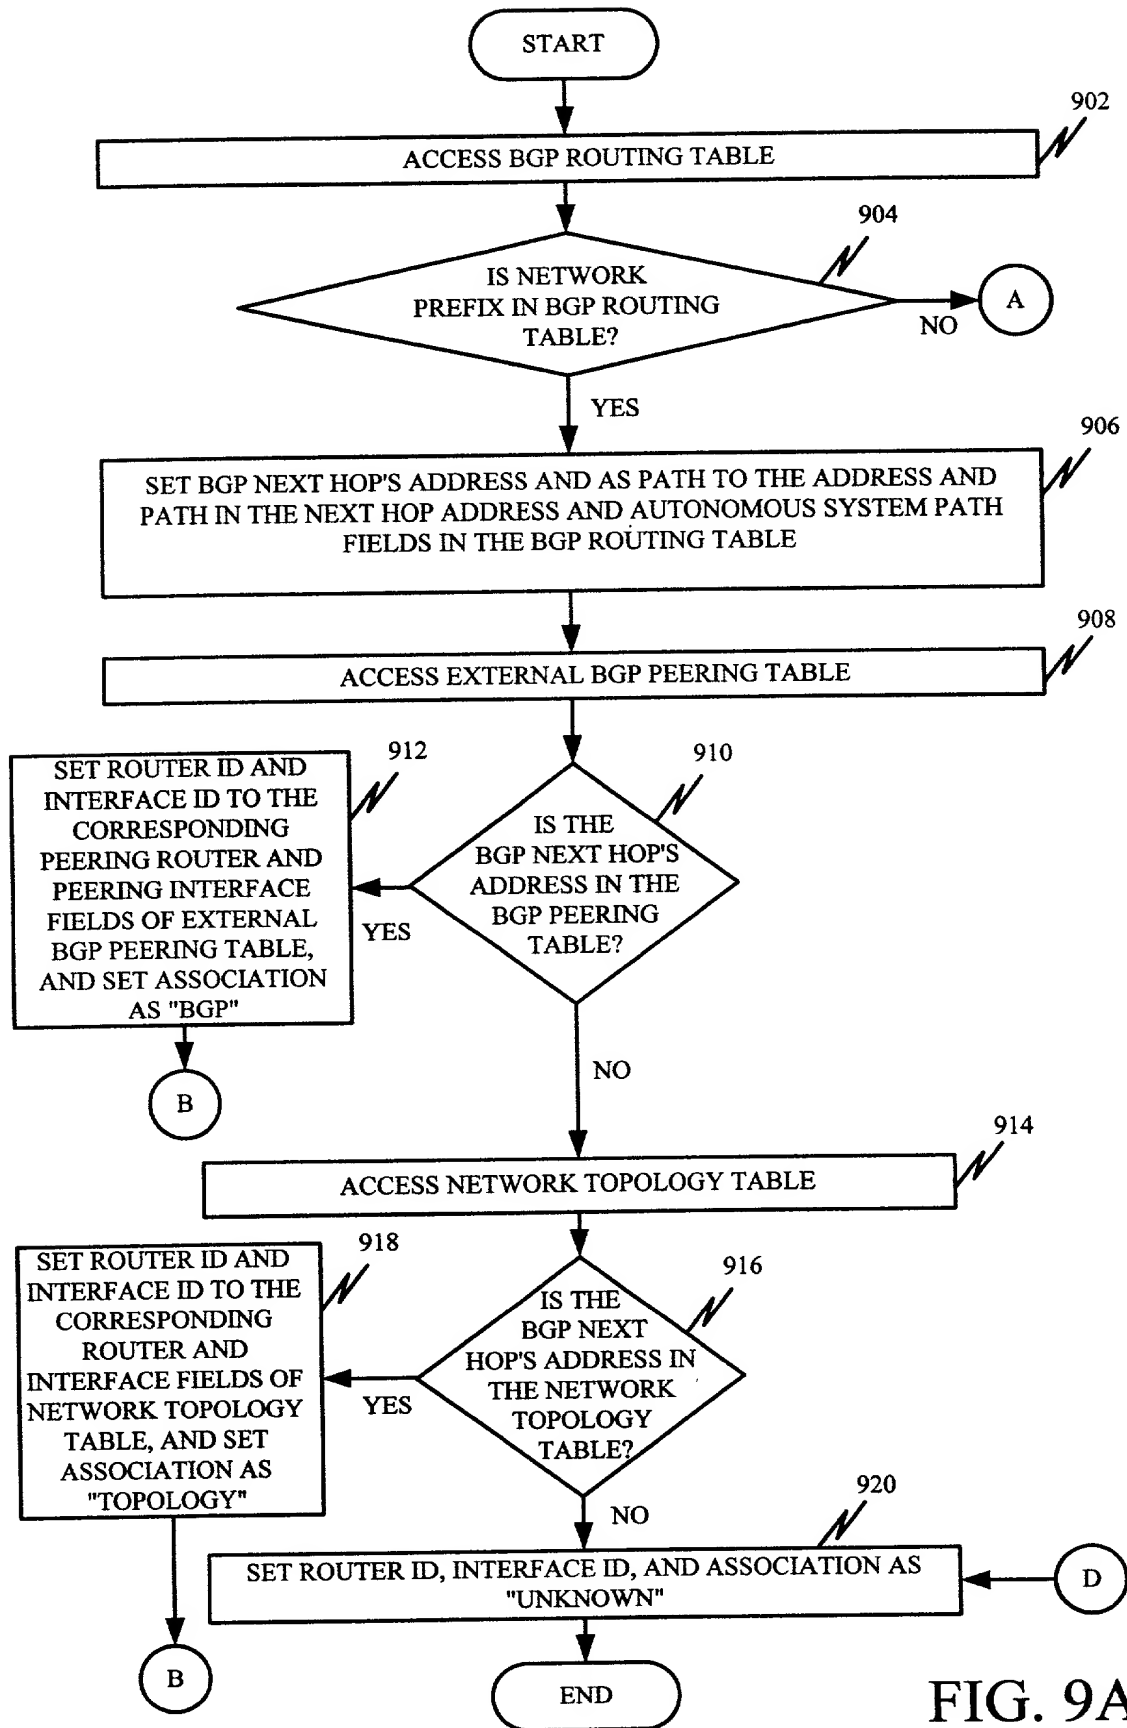 START
902
ACCESS BGP ROUTING TABLE
904
IS NETWORK
PREFIX IN BGP ROUTING
TABLE?
NO
A
YES
906
SET BGP NEXT HOP'S ADDRESS AND AS PATH TO THE ADDRESS AND
PATH IN THE NEXT HOP ADDRESS AND AUTONOMOUS SYSTEM PATH
FIELDS IN THE BGP ROUTING TABLE
908
ACCESS EXTERNAL BGP PEERING TABLE
910
IS THE
BGP NEXT HOP'S
ADDRESS IN THE
BGP PEERING
TABLE?
YES
912
SET ROUTER ID AND
INTERFACE ID TO THE
CORRESPONDING
PEERING ROUTER AND
PEERING INTERFACE
FIELDS OF EXTERNAL
BGP PEERING TABLE,
AND SET ASSOCIATION
AS "BGP"
B
NO
914
ACCESS NETWORK TOPOLOGY TABLE
916
IS THE
BGP NEXT
HOP'S ADDRESS IN
THE NETWORK
TOPOLOGY
TABLE?
YES
918
SET ROUTER ID AND
INTERFACE ID TO THE
CORRESPONDING
ROUTER AND
INTERFACE FIELDS OF
NETWORK TOPOLOGY
TABLE, AND SET
ASSOCIATION AS
"TOPOLOGY"
B
NO
920
SET ROUTER ID, INTERFACE ID, AND ASSOCIATION AS
"UNKNOWN"
D
END
FIG. 9A